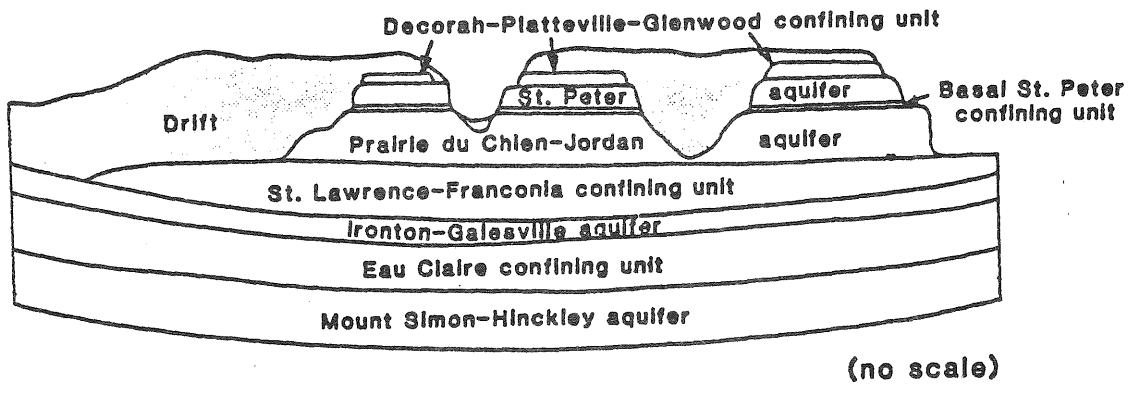 Decorah-Platteville-Glenwood confining unit
St. Peter
aquifer
Basal St. Peter
confining unit
Drift
Prairie du Chien-Jordan
aquifer
St. Lawrence-Franconia confining unit
Ironton-Galesville aquifer
Eau Claire confining unit
Mount Simon-Hinckley aquifer
(no scale)